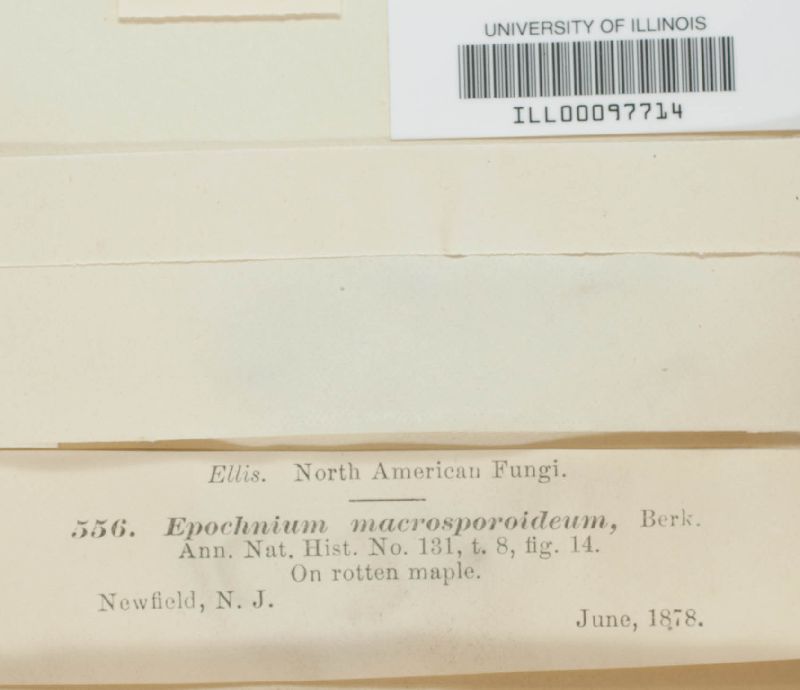 UNIVERSITY OF ILLINOIS
ILL00097714
Ellis. North American Fungi.
556. Epochnium macrosporoideum, Berk.
Ann. Nat. Hist. No. 131, t. 8, fig. 14.
On rotten maple.
Newfield, N. J.
June, 1878.